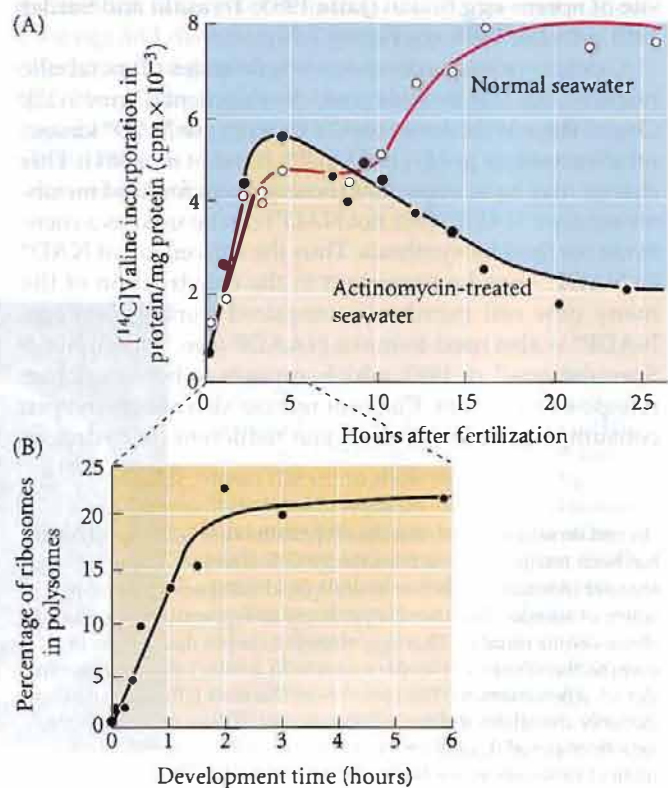 (A)
[¹⁴C] Valine incorporation in
protein/mg protein (cpm × 10⁻³)
8
6
4
2
0
Normal seawater
Actinomycin-treated
seawater
0 5 10 15 20 25
Hours after fertilization
(B)
Percentage of ribosomes
in polysomes
25
20
15
10
5
0
0 1 2 3 4 5 6
Development time (hours)